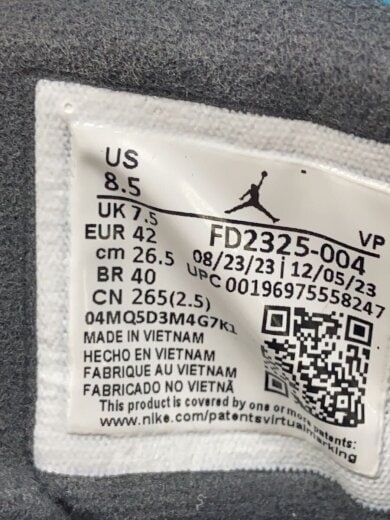 US
8.5
UK 7.5
EUR 42
cm 26.5
BR 40
CN 265(2.5)
VP
FD2325-004
08/23/23 | 12/05/23
UPC 00196975558247
04MQ5D3M4G7K1
MADE IN VIETNAM
HECHO EN VIETNAM
FABRIQUE AU VIETNAM
FABRICADO NO VIETNÃ
This product is covered by one or more patents:
www.nike.com/patentsvirtualmarking